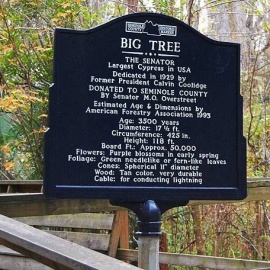 BIG TREE
THE SENATOR
Largest Cypress in USA
Dedicated in 1929 by
Former President Calvin Coolidge
DONATED TO SEMINOLE COUNTY
By Senator M.O. Overstreet
Estimated Age & Dimensions by
American Forestry Association 1993
Age: 3500 years
Diameter: 17 ½ ft.
Circumference: 425 in.
Height: 118 ft.
Board Ft.: Approx. 50,000
Flowers: Purple blossoms in early spring
Foliage: Green needlelike or fern-like leaves
Cones: Spherical 1" diameter
Wood: Tan color, very durable
Cable: for conducting lightning